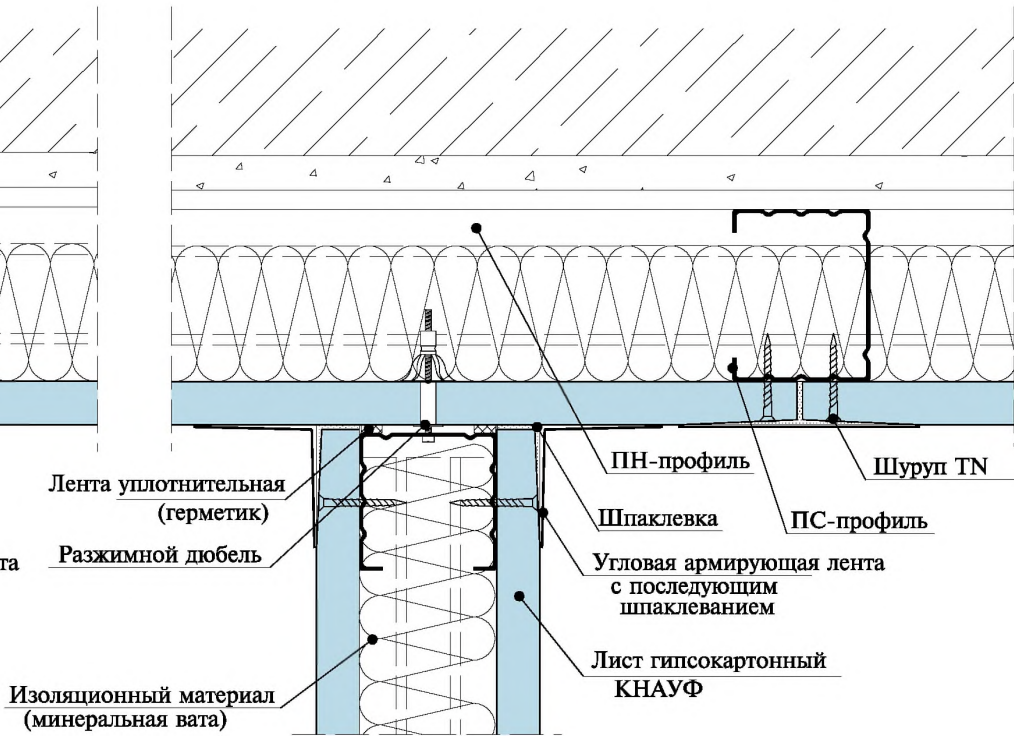 ПН-профиль
Шуруп TN
Лента уплотнительная
(герметик)
Шпаклевка
ПС-профиль
та
Разжимной дюбель
Угловая армирующая лента
с последующим
шпаклеванием
Лист гипсокартонный
КНАУФ
Изоляционный материал
(минеральная вата)